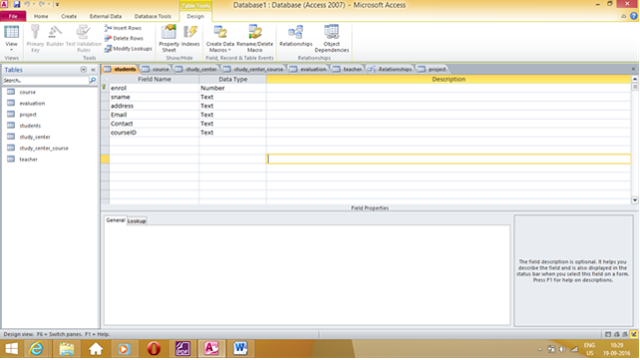 Table Tools
Database1 : Database (Access 2007) - Microsoft Access
File Home Create External Data Database Tools Design
View
Views
Primary Key
Builder
Test Validation Rules
Insert Rows
Delete Rows
Modify Lookups
Tools
Property Sheet
Indexes
Show/Hide
Create Data Macros
Rename/Delete Macro
Field, Record & Table Events
Relationships
Object Dependencies
Relationships
Tables
Search...
course
evaluation
project
students
study_center
study_center_course
teacher
students course study_center study_center_course evaluation teacher Relationships project
Field Name Data Type Description
enrol Number
sname Text
address Text
Email Text
Contact Text
courseID Text
Field Properties
General Lookup
The field description is optional. It helps you
describe the field and is also displayed in the
status bar when you select this field on a form.
Press F1 for help on descriptions.
Design view. F6 = Switch panes. F1 = Help.
ENG
US
10:29
19-09-2016